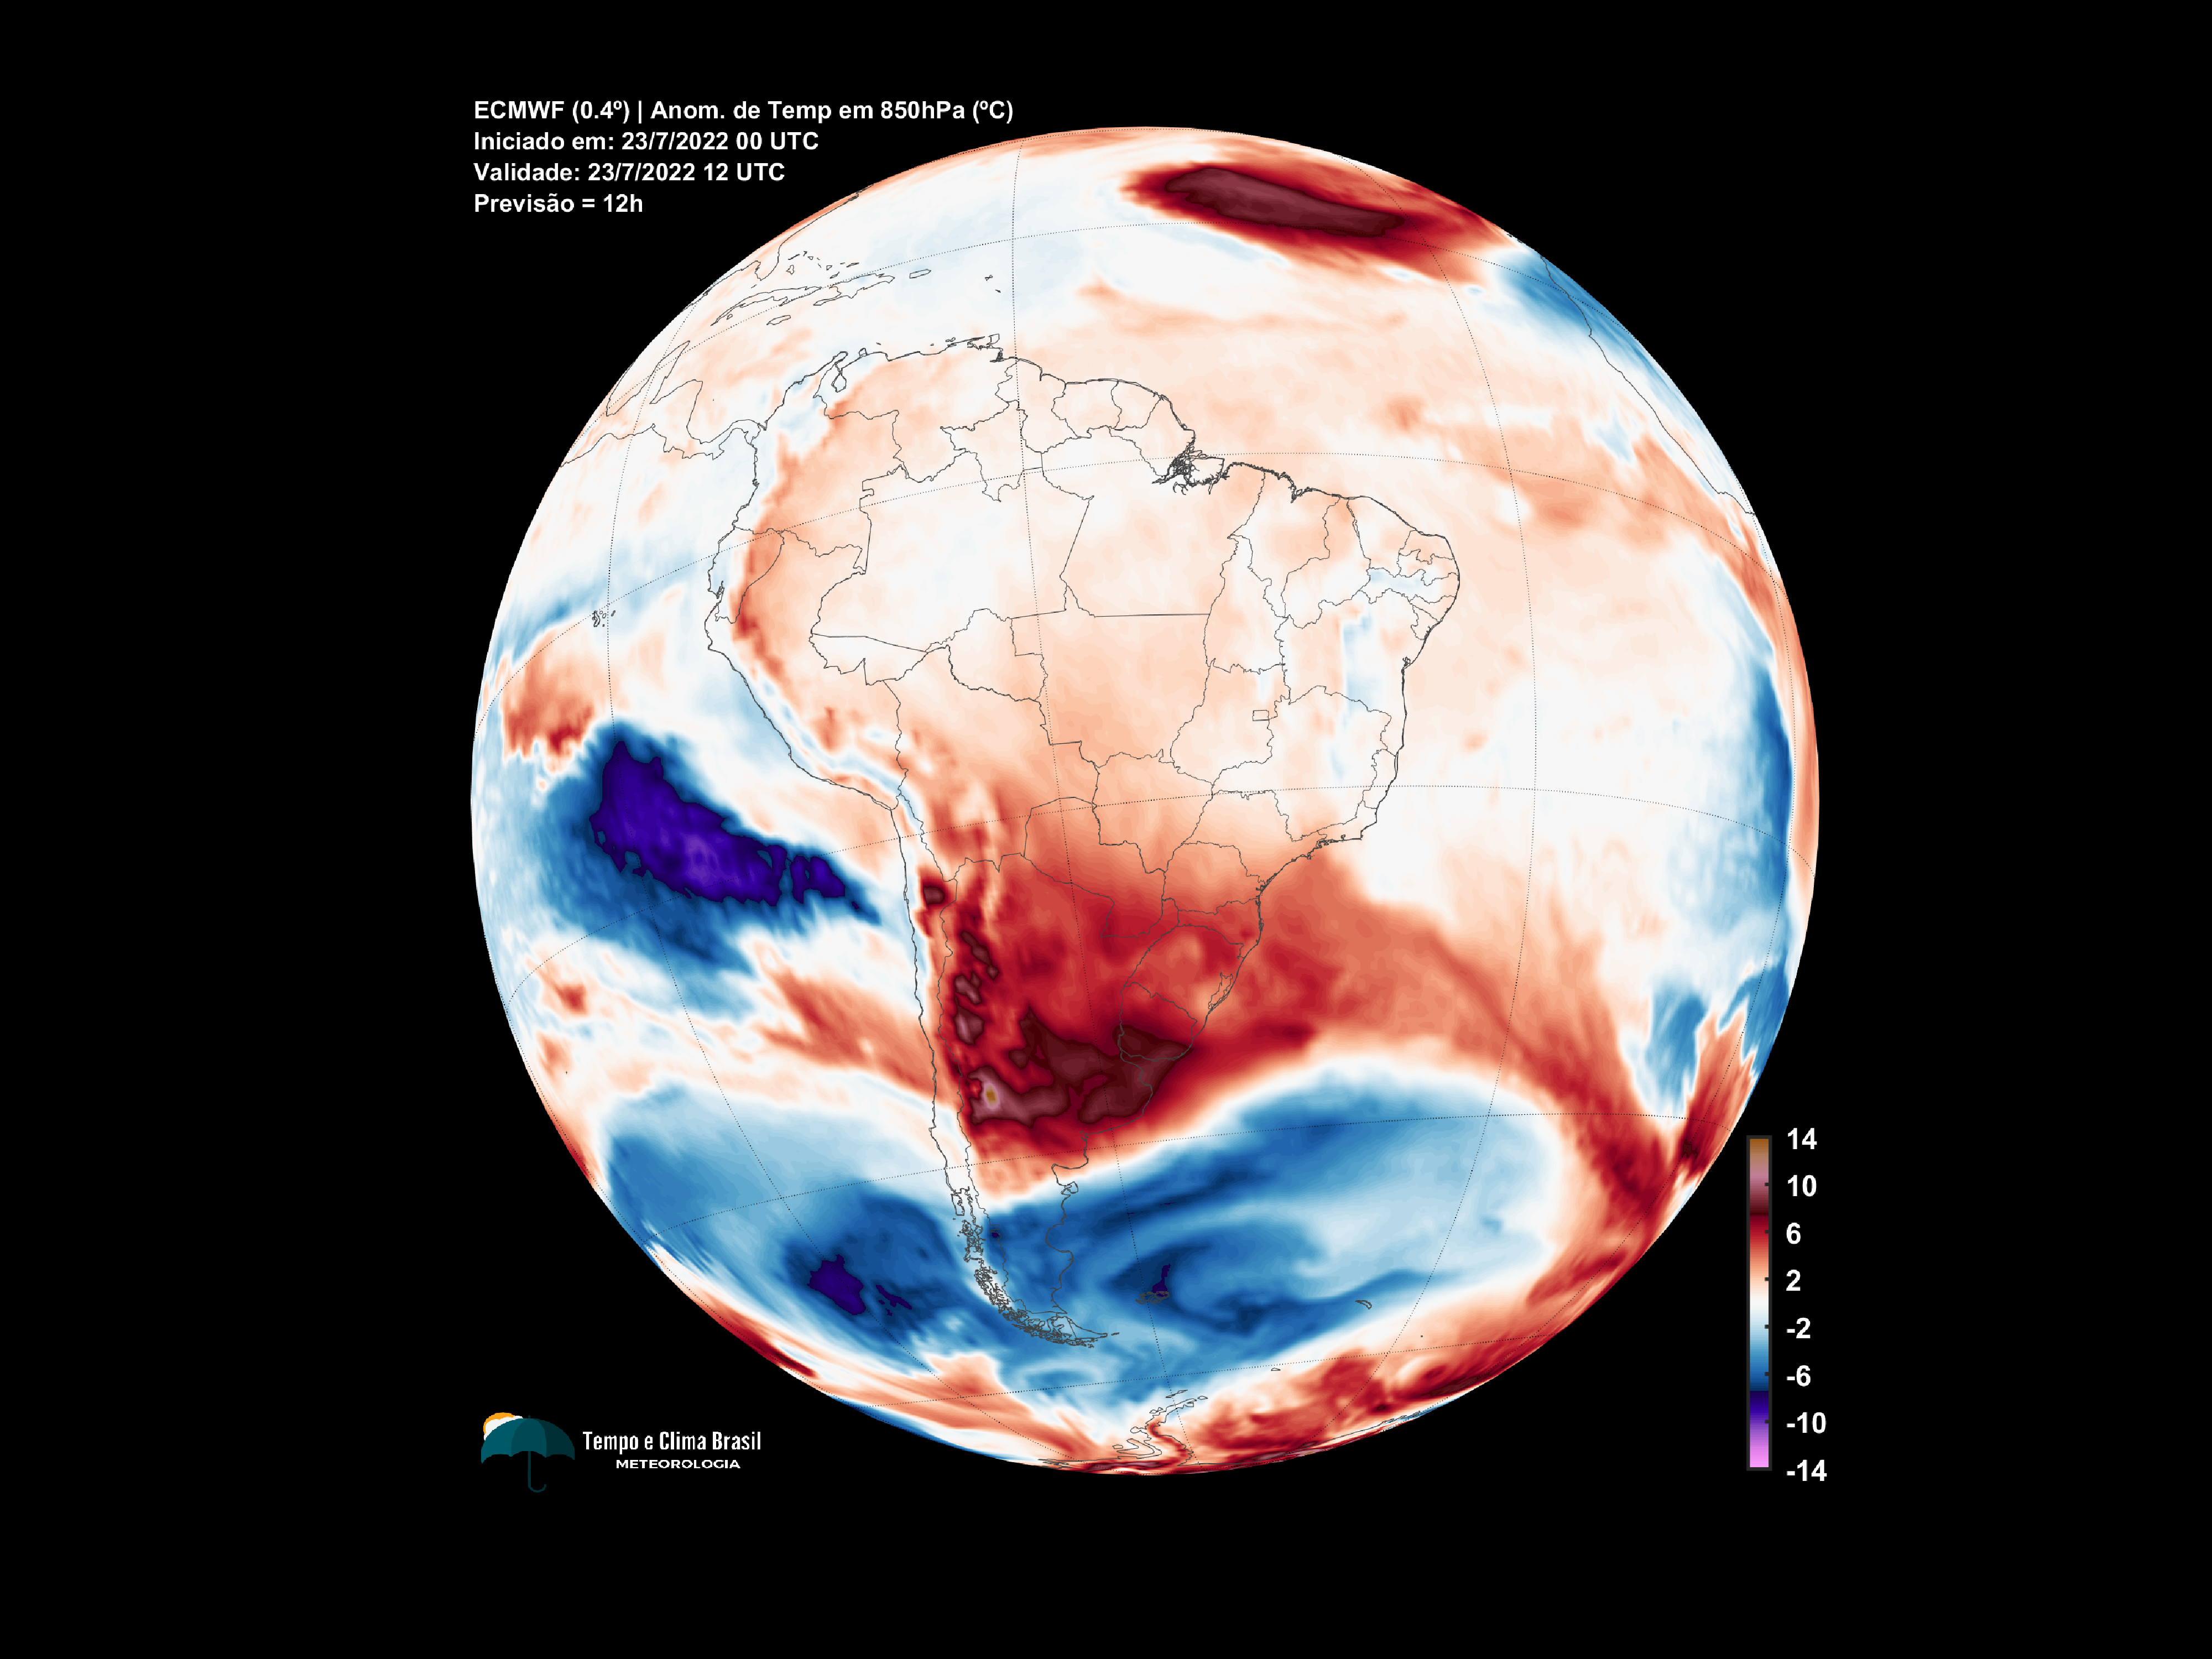 ECMWF (0.4º) | Anom. de Temp em 850hPa (ºC)
Iniciado em: 23/7/2022 00 UTC
Validade: 23/7/2022 12 UTC
Previsão = 12h
14
10
6
2
-2
-6
-10
-14
Tempo e Clima Brasil
METEOROLOGIA